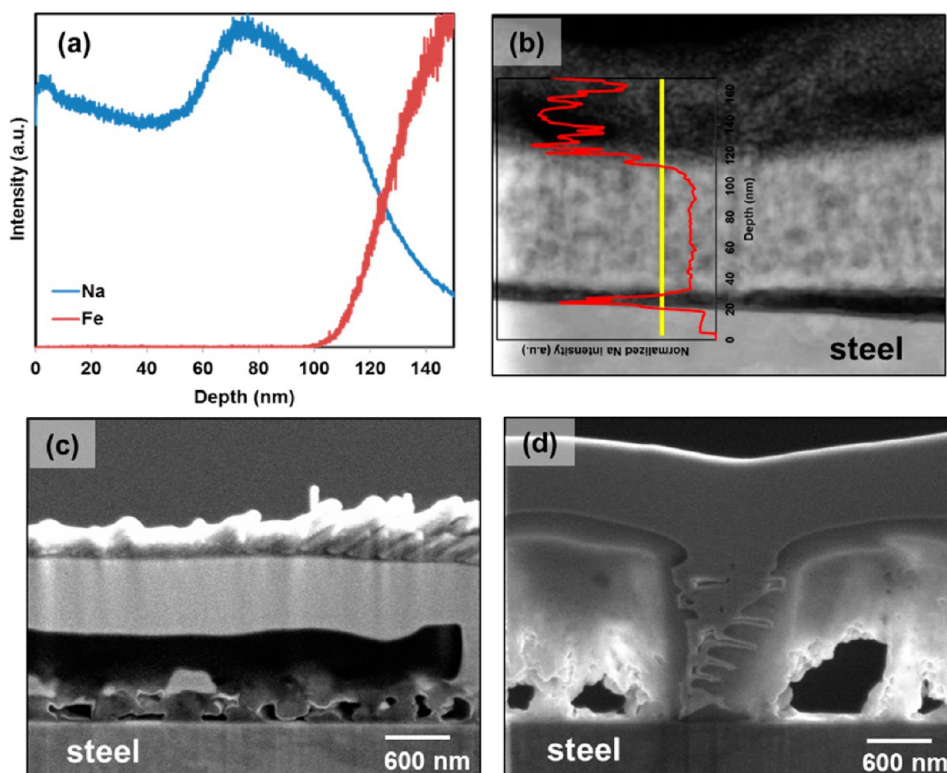 (a)
Intensity (a.u.)
Na
Fe
0 20 40 60 80 100 120 140
Depth (nm)
(b)
0 20 40 60 80 100 120 140 160
Depth (nm)
Normalized Na intensity (a.u.)
steel
(c)
steel
600 nm
(d)
steel
600 nm